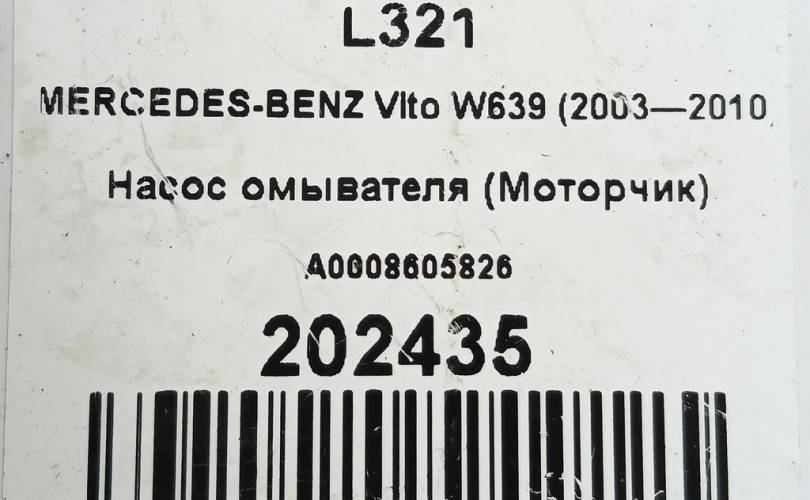 L321
MERCEDES-BENZ Vito W639 (2003—2010
Насос омывателя (Моторчик)
A0008605826
202435